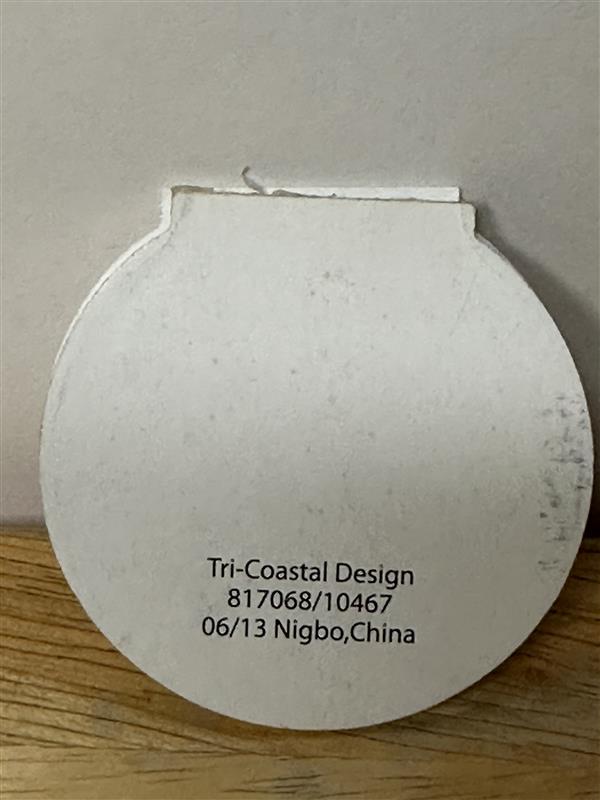 Tri-Coastal Design
817068/10467
06/13 Nigbo,China